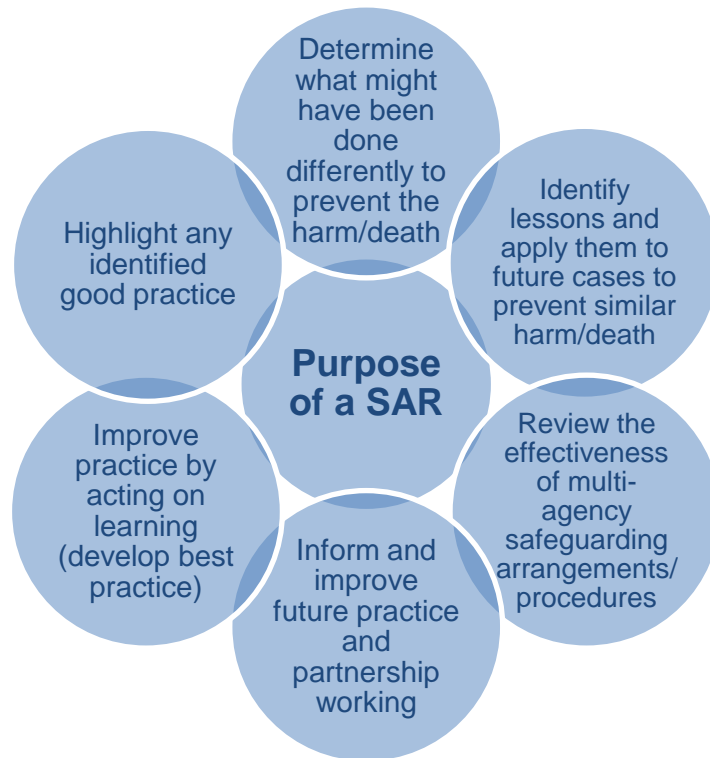 Determine
what might
have been
done
differently to
prevent the
harm/death
Identify
lessons and
apply them to
future cases to
prevent similar
harm/death
Review the
effectiveness
of multi-
agency
safeguarding
arrangements/
procedures
Inform and
improve
future practice
and
partnership
working
Improve
practice by
acting on
learning
(develop best
practice)
Highlight any
identified
good practice
Purpose
of a SAR